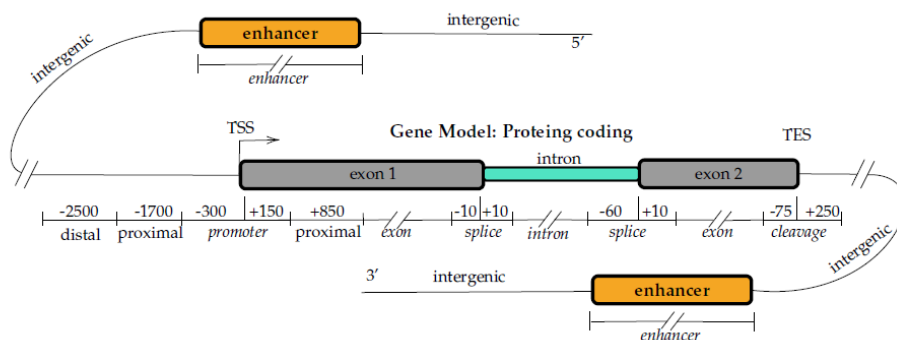 intergenic
enhancer
intergenic
5′
enhancer
TSS
Gene Model: Proteing coding
TES
intron
exon 1
exon 2
-2500 -1700 -300 +150 +850 -10 +10 -60 +10 -75 +250
distal proximal promoter proximal exon splice intron splice exon cleavage
intergenic
3′
intergenic
enhancer
enhancer